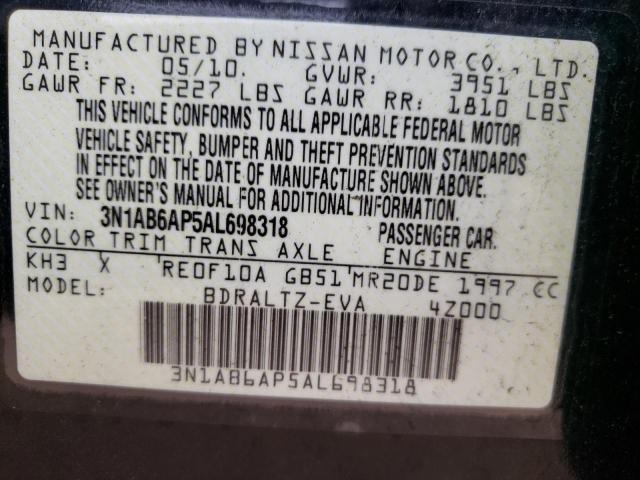 MANUFACTURED BY NISSAN MOTOR CO., LTD.
DATE: 05/10. GVWR: 3951 LBS
GAWR FR: 2227 LBS GAWR RR: 1810 LBS
THIS VEHICLE CONFORMS TO ALL APPLICABLE FEDERAL MOTOR
VEHICLE SAFETY, BUMPER AND THEFT PREVENTION STANDARDS
IN EFFECT ON THE DATE OF MANUFACTURE SHOWN ABOVE.
SEE OWNER'S MANUAL FOR ADDITIONAL INFORMATION.
VIN: 3N1AB6AP5AL698318 PASSENGER CAR.
COLOR TRIM TRANS AXLE ENGINE
KH3 X RE0F10A GB51 MR20DE 1997 CC
BDRALTZ-EVA 4Z000
3N1AB6AP5AL698318